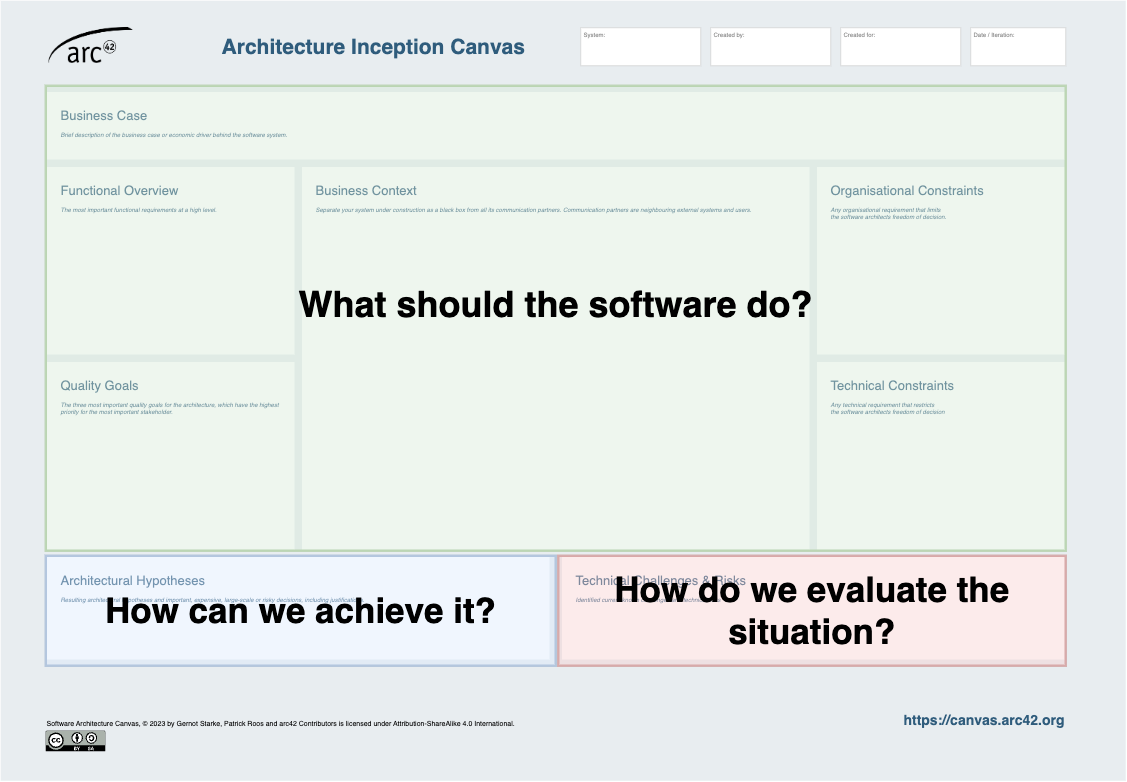 arc42
Architecture Inception Canvas
System:
Created by:
Created for:
Date / Iteration:
Business Case
Brief description of the business case or economic driver behind the software system.
Functional Overview
The most important functional requirements at a high level.
Business Context
Separate your system under construction as a black box from all its communication partners. Communication partners are neighbouring external systems and users.
Organisational Constraints
Any organisational requirement that limits
the software architects freedom of decision.
What should the software do?
Quality Goals
The three most important quality goals for the architecture, which have the highest
priority for the most important stakeholder.
Technical Constraints
Any technical requirement that restricts
the software architects freedom of decision
Architectural Hypotheses
Resulting hypotheses and important, expensive, large-scale or risky decisions, including
How can we achieve it?
Technical Challenges & Risks
Identified
How do we evaluate the
situation?
Software Architecture Canvas, © 2023 by Gernot Starke, Patrick Roos and arc42 Contributors is licensed under Attribution-ShareAlike 4.0 International.
https://canvas.arc42.org
cc BY SA